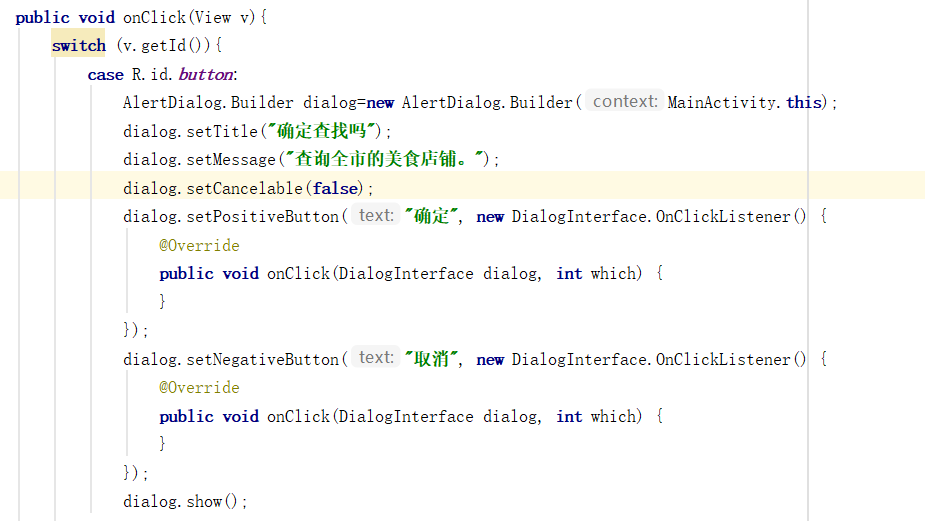 public void onClick(View v){
switch (v.getId()){
case R.id.button:
AlertDialog.Builder dialog=new AlertDialog.Builder( context: MainActivity.this);
dialog.setTitle("确定查找吗");
dialog.setMessage("查询全市的美食店铺。");
dialog.setCancelable(false);
dialog.setPositiveButton( text: "确定", new DialogInterface.OnClickListener() {
@Override
public void onClick(DialogInterface dialog, int which) {
}
});
dialog.setNegativeButton( text: "取消", new DialogInterface.OnClickListener() {
@Override
public void onClick(DialogInterface dialog, int which) {
}
});
dialog.show();